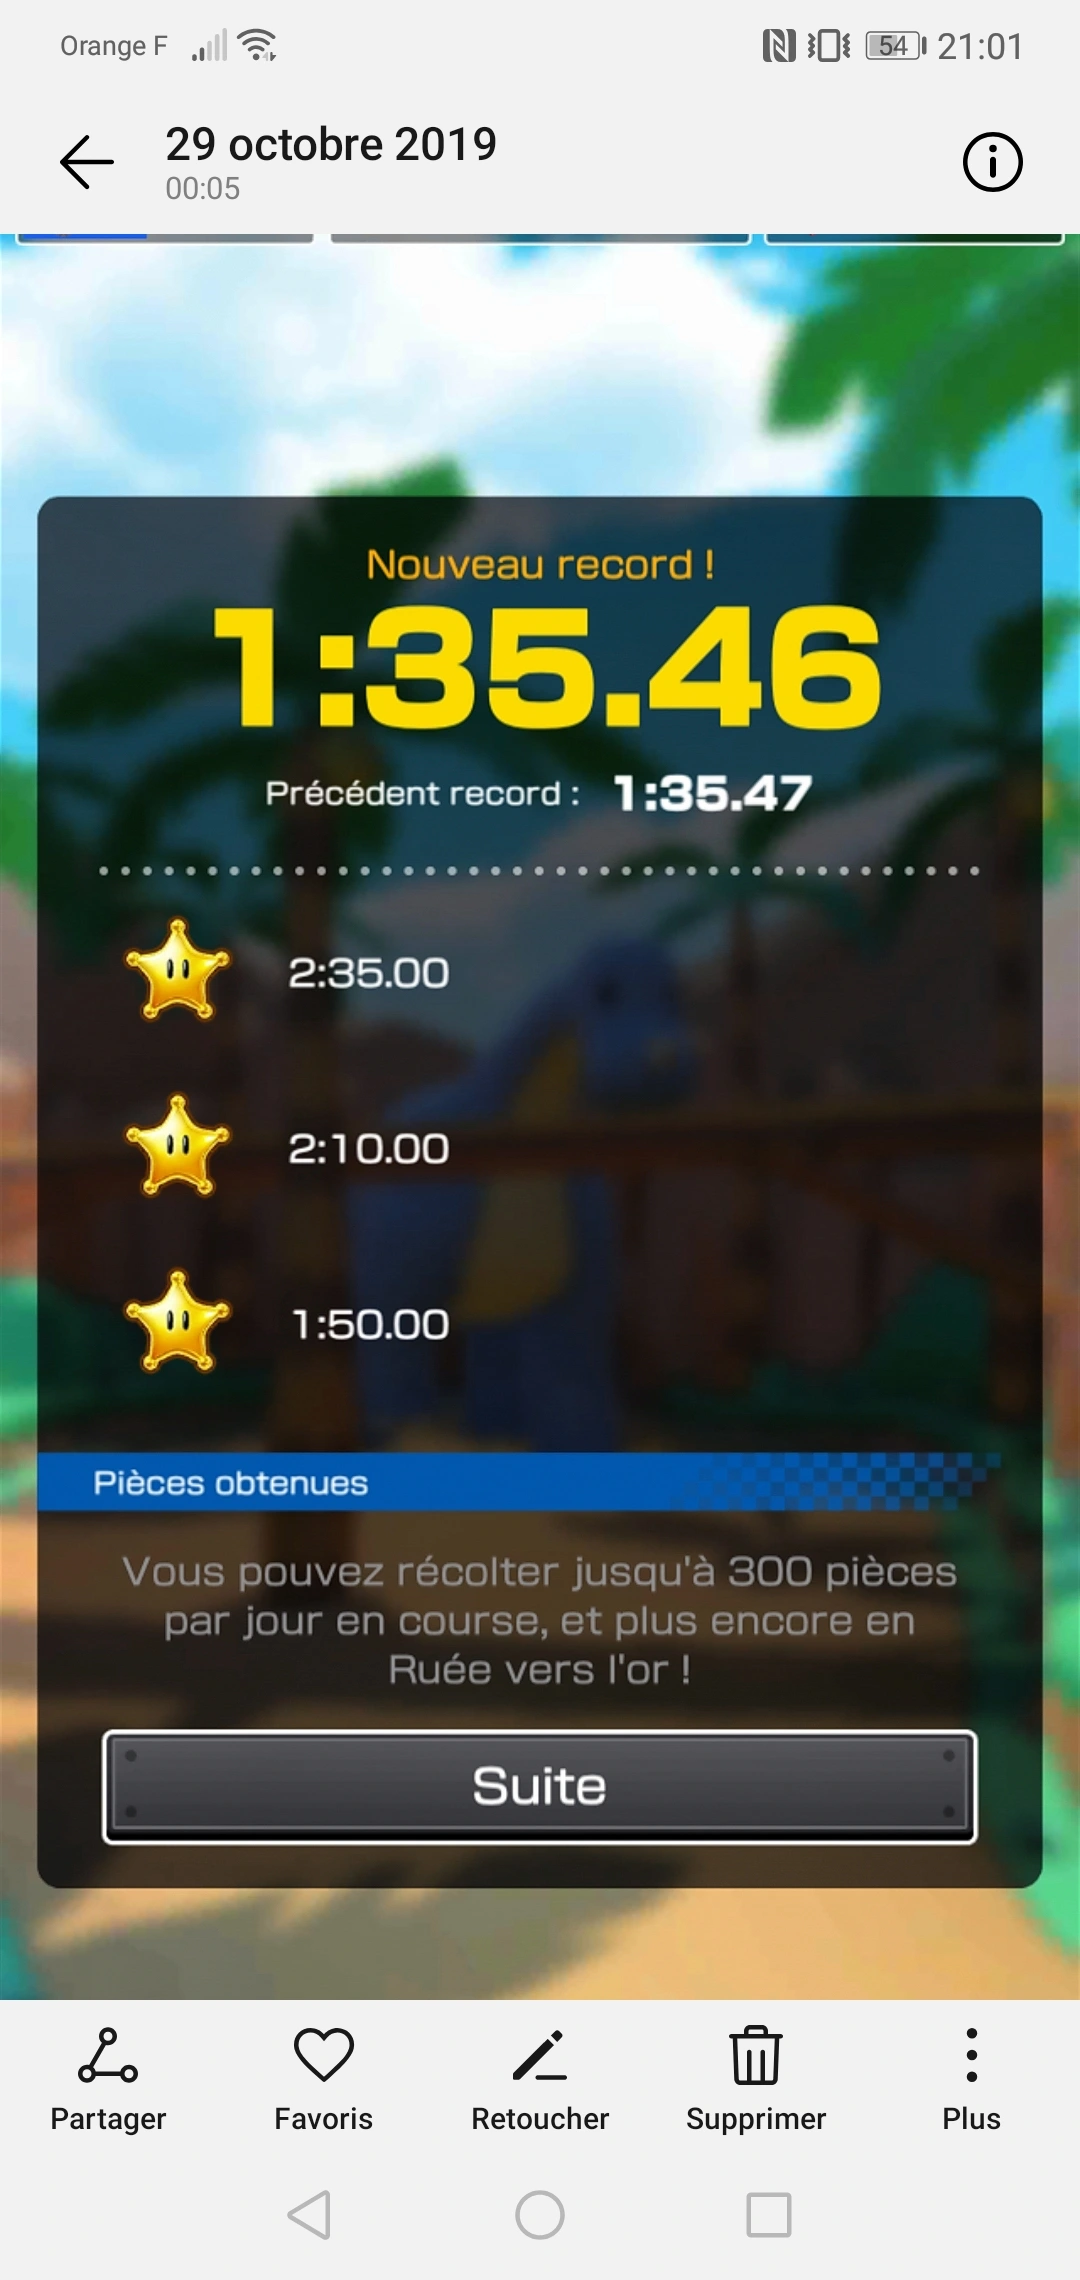 Orange F
54 21:01
29 octobre 2019
00:05
Nouveau record !
1:35.46
Précédent record : 1:35.47
2:35.00
2:10.00
1:50.00
Pièces obtenues
Vous pouvez récolter jusqu'à 300 pièces
par jour en course, et plus encore en
Ruée vers l'or !
Suite
Partager Favoris Retoucher Supprimer Plus